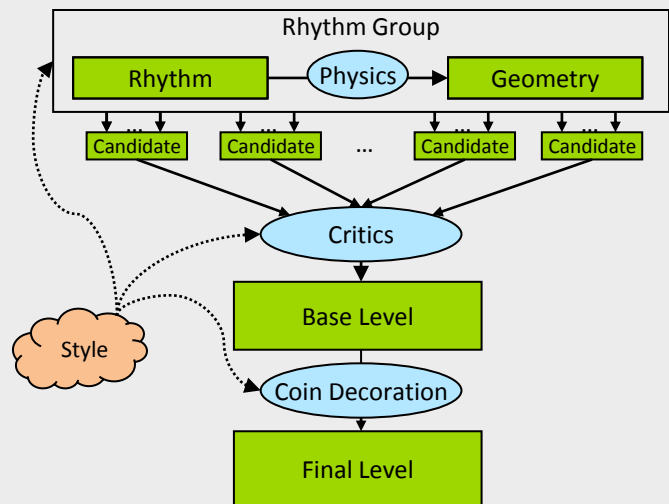 Rhythm Group
Rhythm
Physics
Geometry
... ... ... ...
Candidate Candidate ... Candidate Candidate
Critics
Base Level
Style
Coin Decoration
Final Level